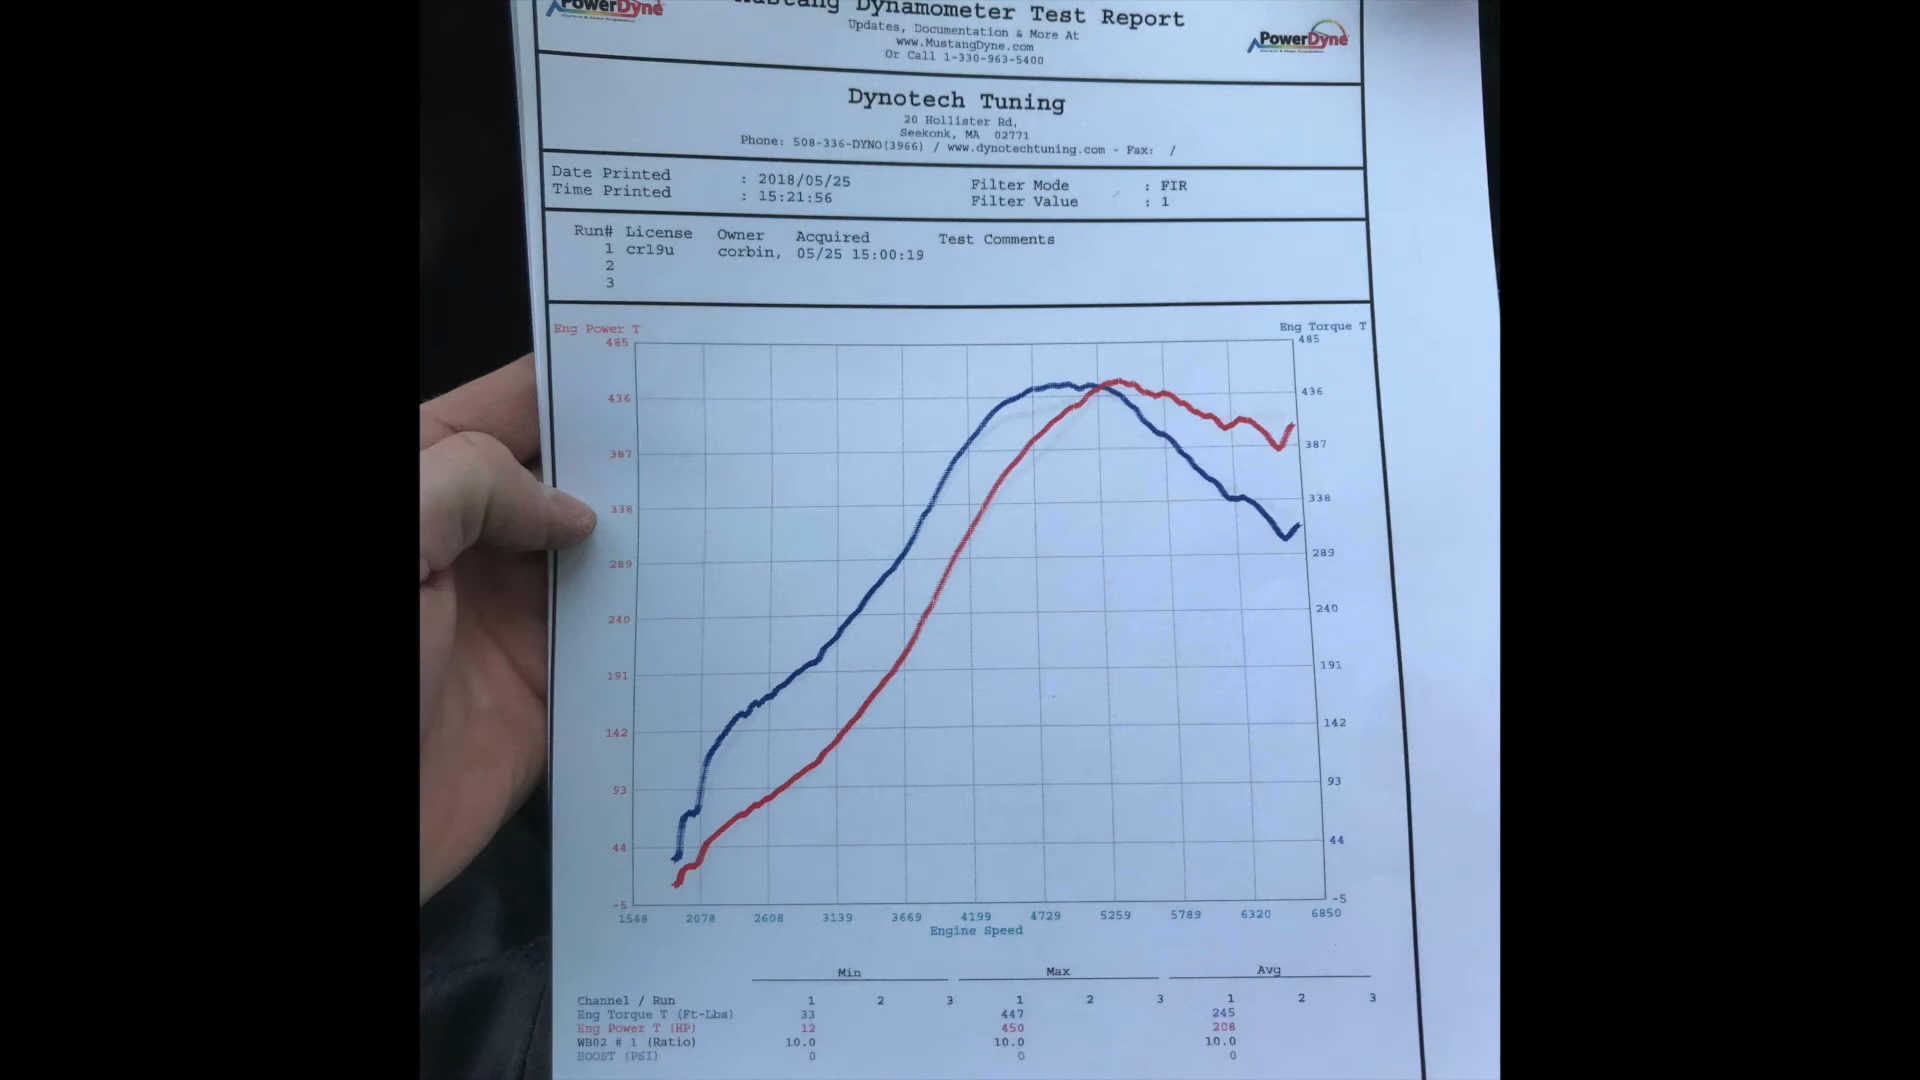 PowerDyne
Mustang Dynamometer Test Report
Updates, Documentation & More At
www.MustangDyne.com
Or Call 1-330-963-5400
PowerDyne
Dynotech Tuning
20 Hollister Rd,
Seekonk, MA 02771
Phone: 508-336-DYNO(3966) / www.dynotechtuning.com - Fax: /
Date Printed : 2018/05/25 Filter Mode : FIR
Time Printed : 15:21:56 Filter Value : 1
Run# License Owner Acquired Test Comments
1 cr19u corbin, 05/25 15:00:19
2
3
Eng Power T Eng Torque T
485 485
436 436
387 387
338 338
289 289
240 240
191 191
142 142
93 93
44 44
-5 -5
1548 2078 2608 3139 3669 4199 4729 5259 5789 6320 6850
Engine Speed
Min Max Avg
Channel / Run 1 2 3 1 2 3 1 2 3
Eng Torque T (Ft-Lbs) 33 447 245
Eng Power T (HP) 12 450 208
WB02 # 1 (Ratio) 10.0 10.0 10.0
BOOST (PSI) 0 0 0